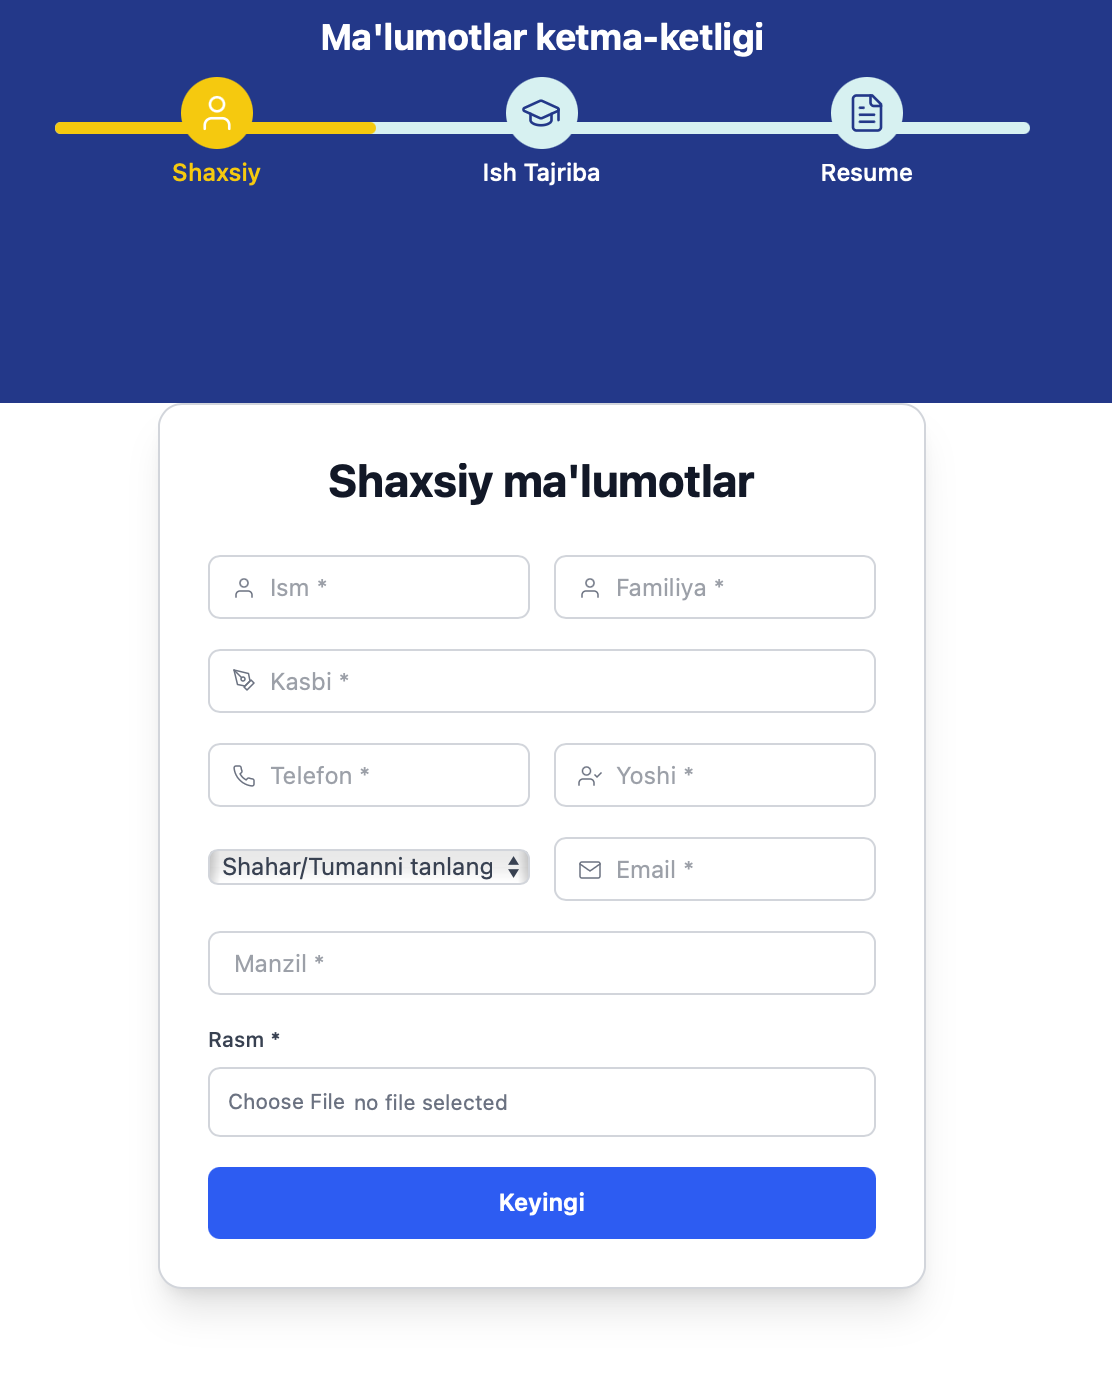 Ma'lumotlar ketma-ketligi
Shaxsiy
Ish Tajriba
Resume
Shaxsiy ma'lumotlar
Ism *
Familiya *
Kasbi *
Telefon *
Yoshi *
Shahar/Tumanni tanlang
Email *
Manzil *
Rasm *
Choose File no file selected
Keyingi